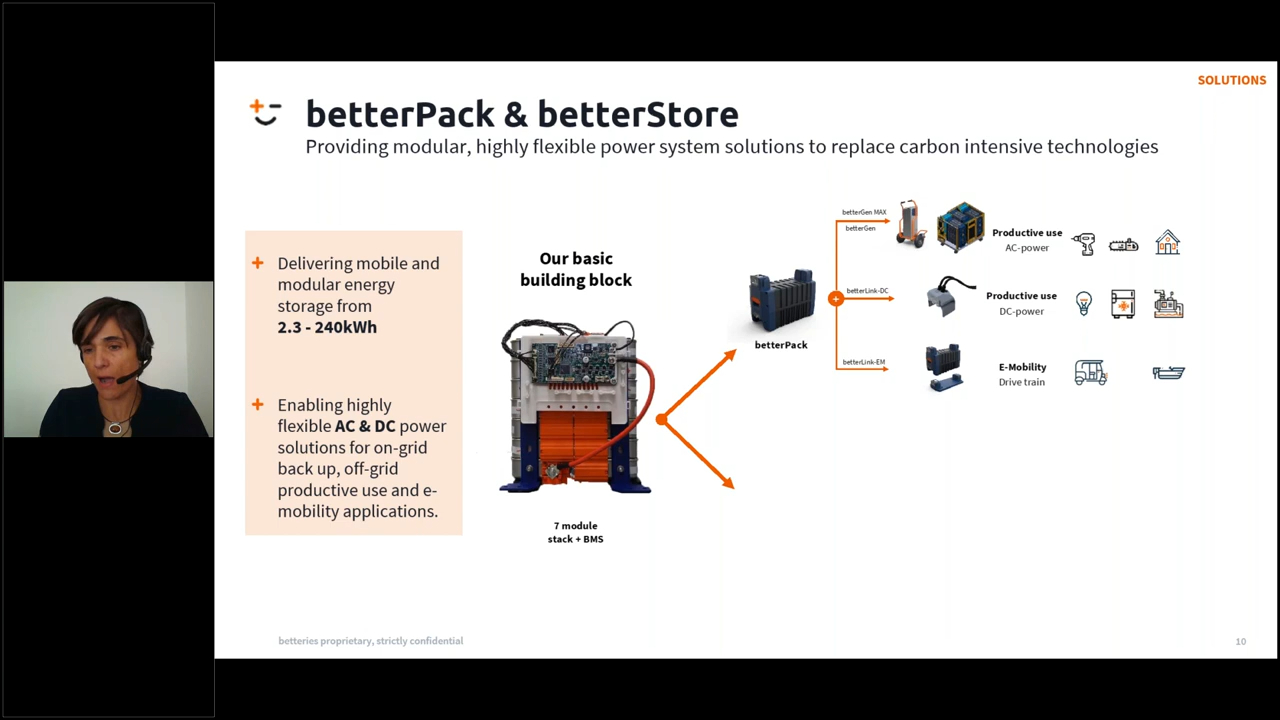 SOLUTIONS
betterPack & betterStore
Providing modular, highly flexible power system solutions to replace carbon intensive technologies
Delivering mobile and
modular energy
storage from
2.3 - 240kWh
Enabling highly
flexible AC & DC power
solutions for on-grid
back up, off-grid
productive use and e-
mobility applications.
Our basic
building block
7 module
stack + BMS
betterPack
betterGen MAX
betterGen
Productive use
AC-power
betterLink-DC
Productive use
DC-power
betterLink-EM
E-Mobility
Drive train
betteries proprietary, strictly confidential
10